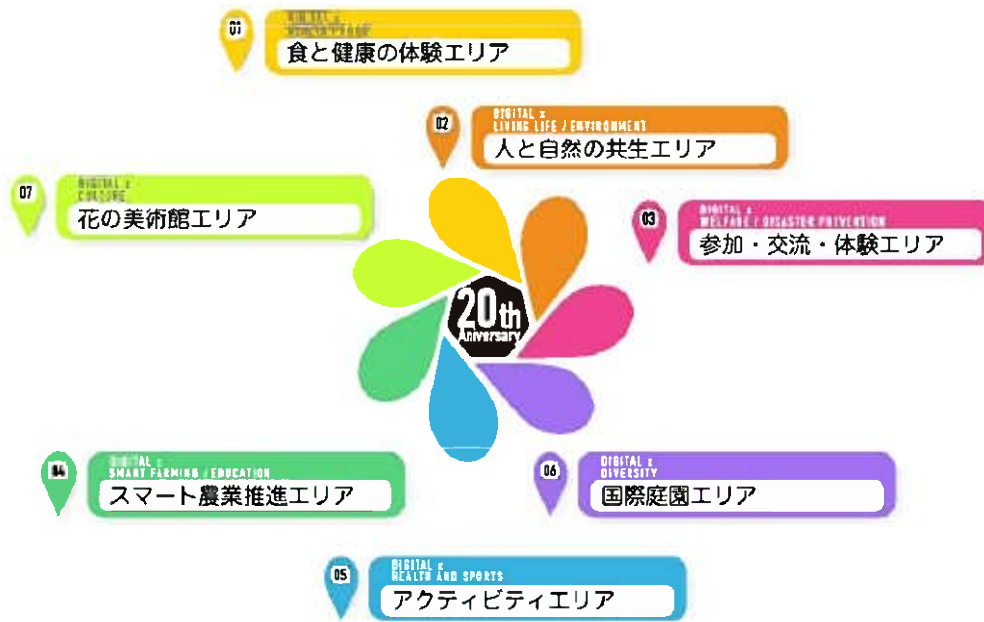 01
DIGITAL x
食と健康の体験エリア
02
DIGITAL x
LIVING LIFE / ENVIRONMENT
人と自然の共生エリア
07
DIGITAL x
CULTURE
花の美術館エリア
03
DIGITAL x
WELFARE / DISASTER PRIVENTION
参加・交流・体験エリア
20th
Aniversary
04
DIGITAL x
SMART FARMING / EDUCATION
スマート農業推進エリア
06
DIGITAL x
DIVERSITY
国際庭園エリア
05
DIGITAL x
HEALTH AND SPORTS
アクティビティエリア